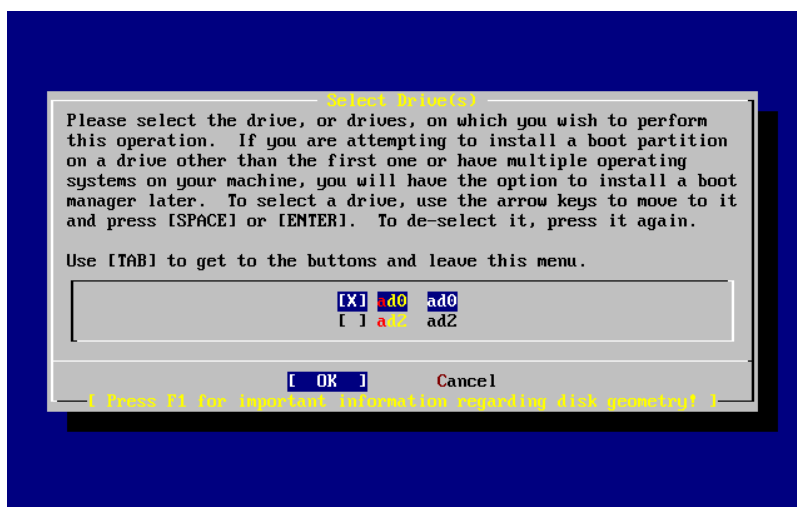 Select Drive(s)
Please select the drive, or drives, on which you wish to perform
this operation.  If you are attempting to install a boot partition
on a drive other than the first one or have multiple operating
systems on your machine, you will have the option to install a boot
manager later.  To select a drive, use the arrow keys to move to it
and press [SPACE] or [ENTER].  To de-select it, press it again.
Use [TAB] to get to the buttons and leave this menu.
[X] ad0  ad0
[ ] ad2  ad2
[  OK  ]  Cancel
[ Press F1 for important information regarding disk geometry! ]